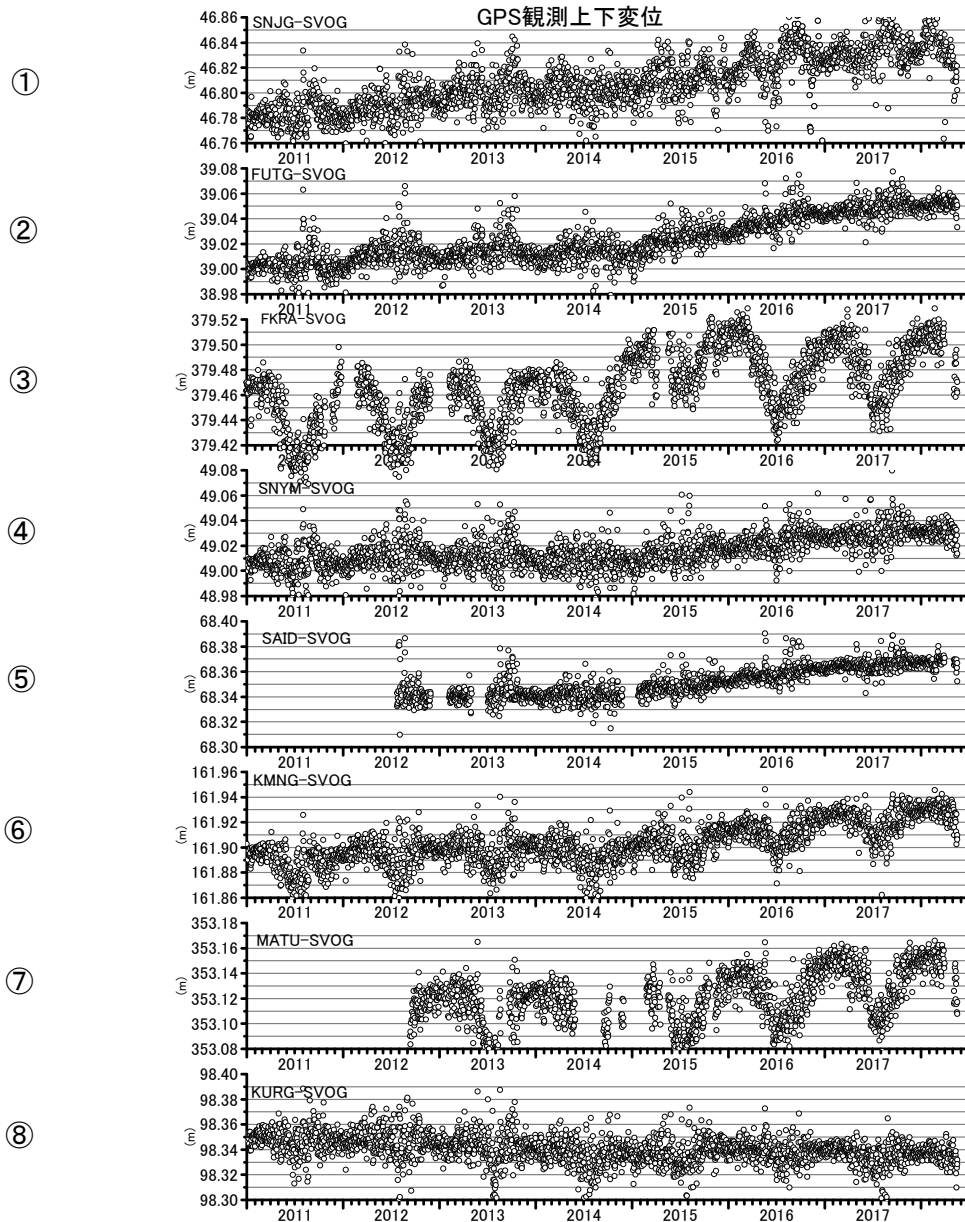 GPS観測上下変位
①
SNJG-SVOG
46.86
46.84
46.82
46.80
46.78
46.76
(m)
2011 2012 2013 2014 2015 2016 2017
②
FUTG-SVOG
39.08
39.06
39.04
39.02
39.00
38.98
(m)
2011 2012 2013 2014 2015 2016 2017
③
FKRA-SVOG
379.52
379.50
379.48
379.46
379.44
379.42
(m)
2011 2012 2013 2014 2015 2016 2017
④
SNYM-SVOG
49.08
49.06
49.04
49.02
49.00
48.98
(m)
2011 2012 2013 2014 2015 2016 2017
⑤
SAID-SVOG
68.40
68.38
68.36
68.34
68.32
68.30
(m)
2011 2012 2013 2014 2015 2016 2017
⑥
KMNG-SVOG
161.96
161.94
161.92
161.90
161.88
161.86
(m)
2011 2012 2013 2014 2015 2016 2017
⑦
MATU-SVOG
353.18
353.16
353.14
353.12
353.10
353.08
(m)
2011 2012 2013 2014 2015 2016 2017
⑧
KURG-SVOG
98.40
98.38
98.36
98.34
98.32
98.30
(m)
2011 2012 2013 2014 2015 2016 2017